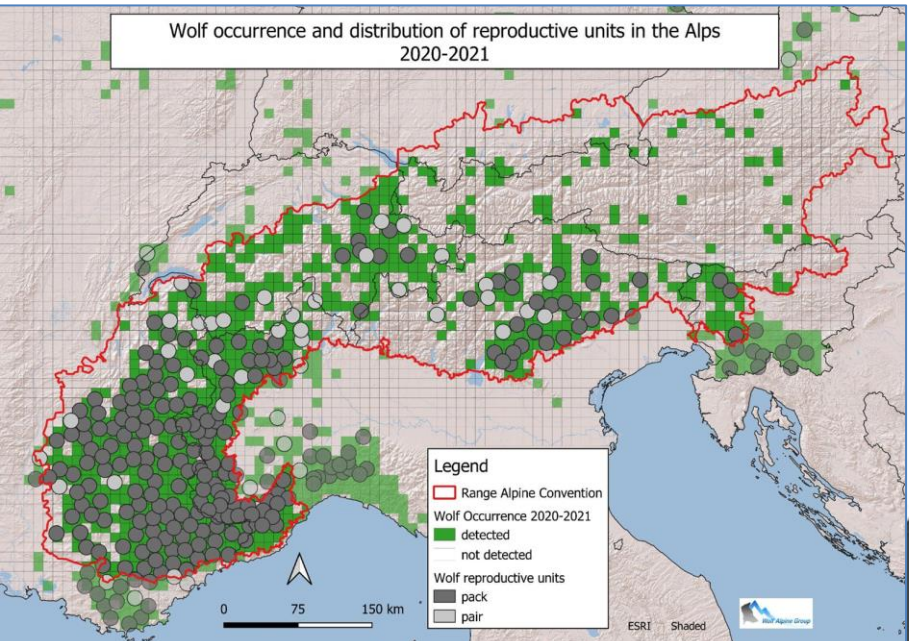 Wolf occurrence and distribution of reproductive units in the Alps
2020-2021
Legend
Range Alpine Convention
Wolf Occurrence 2020-2021
detected
not detected
Wolf reproductive units
pack
pair
0 75 150 km
ESRI Shaded
Wolf Alpine Group